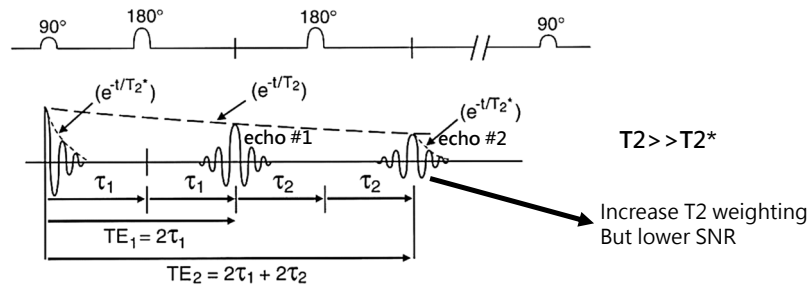 90° 180° 180° 90°
(e^-t/T₂*) (e^-t/T₂) (e^-t/T₂*)
echo #1 echo #2
T2>>T2*
τ₁ τ₁ τ₂ τ₂
TE₁ = 2τ₁
TE₂ = 2τ₁ + 2τ₂
Increase T2 weighting
But lower SNR